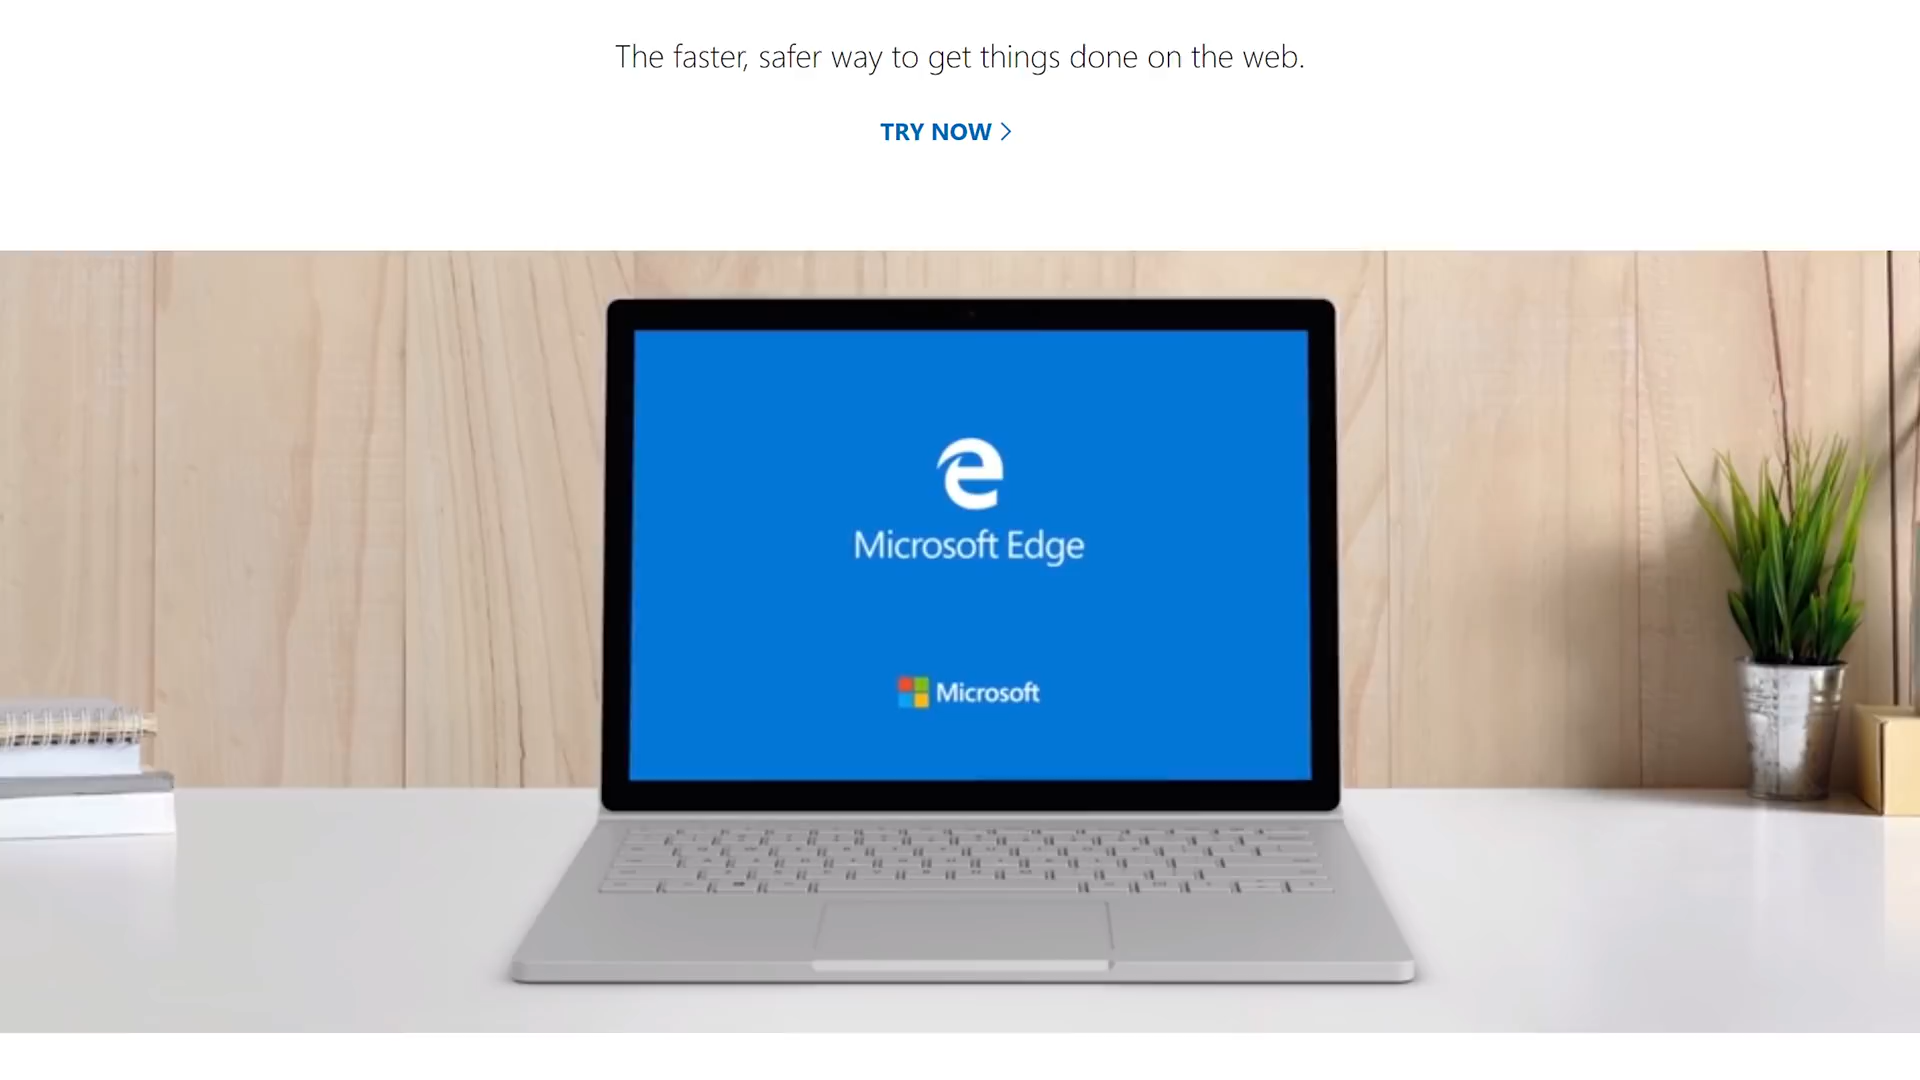 The faster, safer way to get things done on the web.
TRY NOW
Microsoft Edge
Microsoft